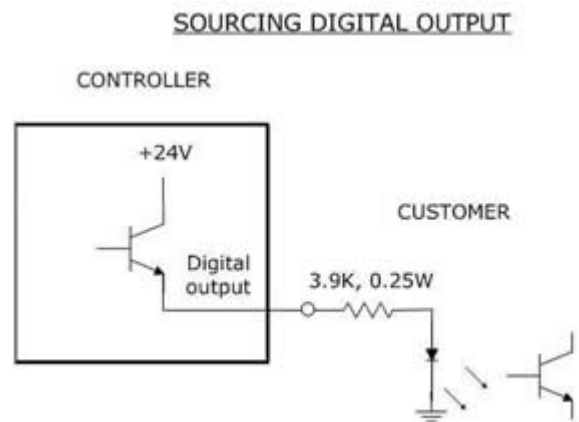 SOURCING DIGITAL OUTPUT
CONTROLLER
+24V
CUSTOMER
Digital
output
3.9K, 0.25W